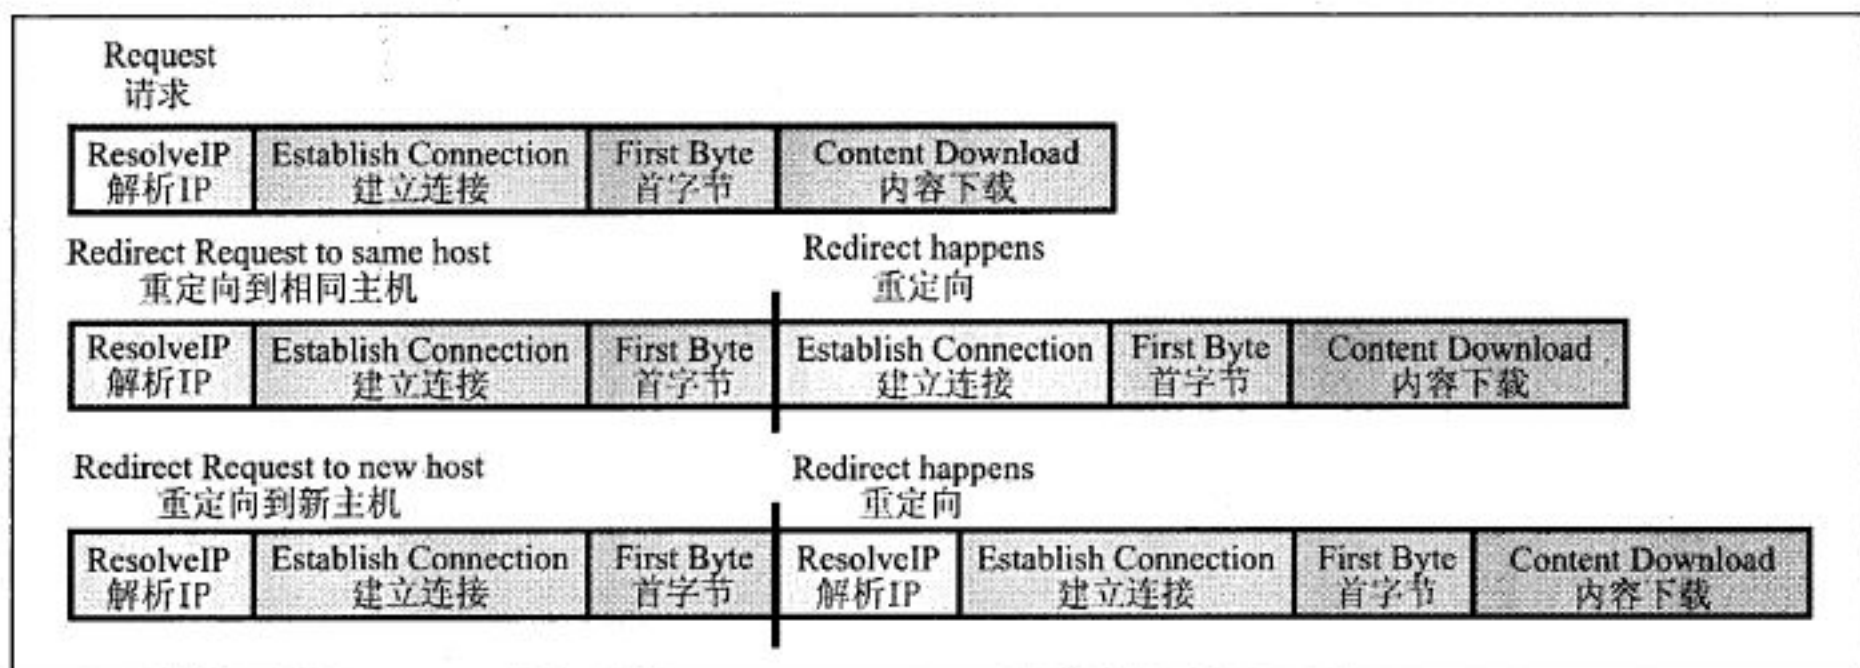 Request
请求
ResolveIP Establish Connection First Byte Content Download
解析IP 建立连接 首字节 内容下载
Redirect Request to same host Redirect happens
重定向到相同主机 重定向
ResolveIP Establish Connection First Byte Establish Connection First Byte Content Download
解析IP 建立连接 首字节 建立连接 首字节 内容下载
Redirect Request to new host Redirect happens
重定向到新主机 重定向
ResolveIP Establish Connection First Byte ResolveIP Establish Connection First Byte Content Download
解析IP 建立连接 首字节 解析IP 建立连接 首字节 内容下载